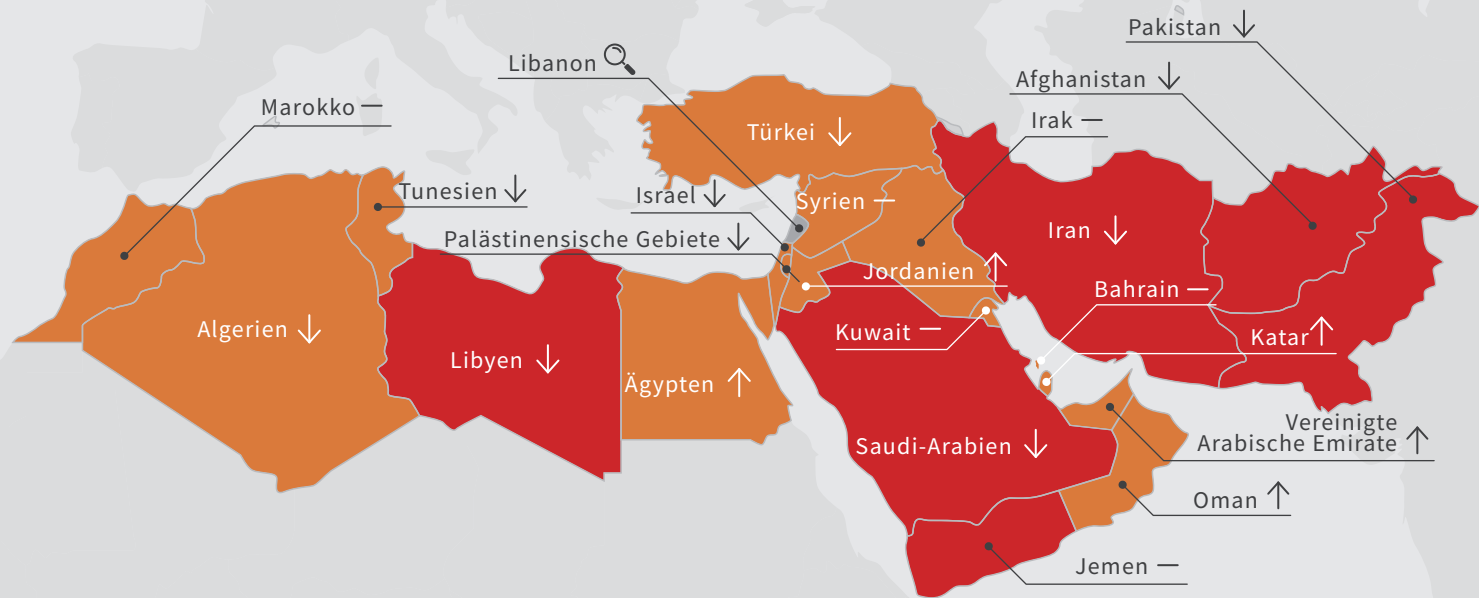 Pakistan ↓
Libanon
Afghanistan ↓
Marokko —
Irak —
Türkei ↓
Tunesien ↓
Israel ↓
Syrien —
Iran ↓
Palästinensische Gebiete ↓
Jordanien ↑
Bahrain —
Algerien ↓
Kuwait —
Katar ↑
Libyen ↓
Ägypten ↑
Vereinigte
Arabische Emirate ↑
Saudi-Arabien ↓
Oman ↑
Jemen —